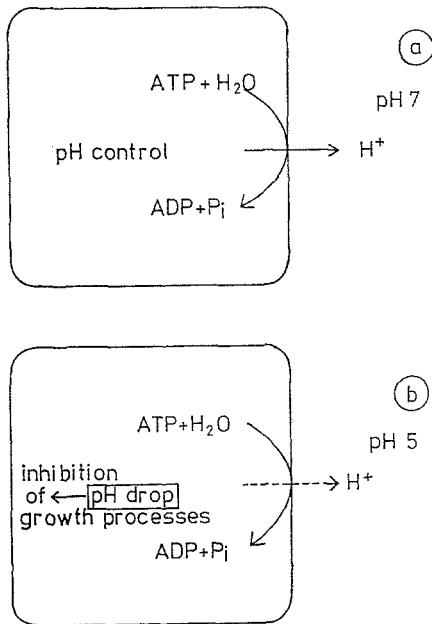 a
ATP + H₂O
pH 7
pH control
H⁺
ADP+Pi
b
ATP+H₂O
pH 5
inhibition
of pH drop
H⁺
growth processes
ADP+Pi